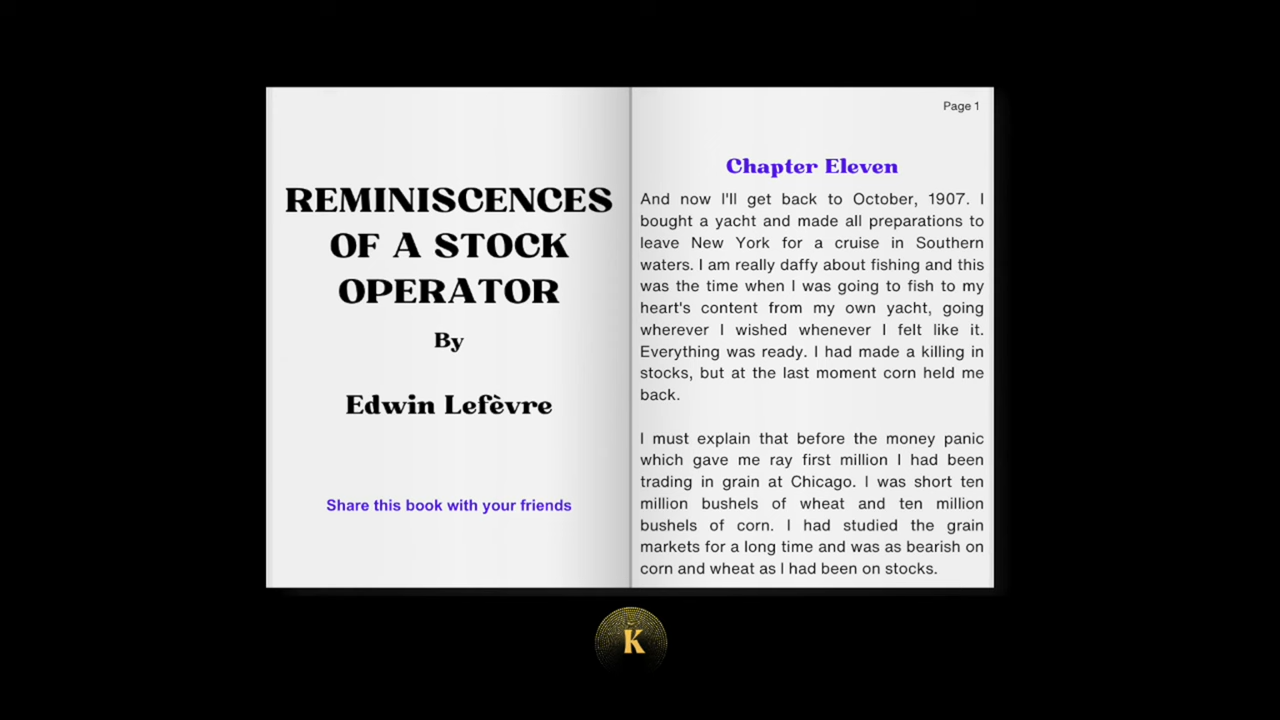 REMINISCENCES
OF A STOCK
OPERATOR
By
Edwin Lefèvre
Share this book with your friends
Page 1
Chapter Eleven
And now I'll get back to October, 1907. I
bought a yacht and made all preparations to
leave New York for a cruise in Southern
waters. I am really daffy about fishing and this
was the time when I was going to fish to my
heart's content from my own yacht, going
wherever I wished whenever I felt like it.
Everything was ready. I had made a killing in
stocks, but at the last moment corn held me
back.
I must explain that before the money panic
which gave me ray first million I had been
trading in grain at Chicago. I was short ten
million bushels of wheat and ten million
bushels of corn. I had studied the grain
markets for a long time and was as bearish on
corn and wheat as I had been on stocks.
K